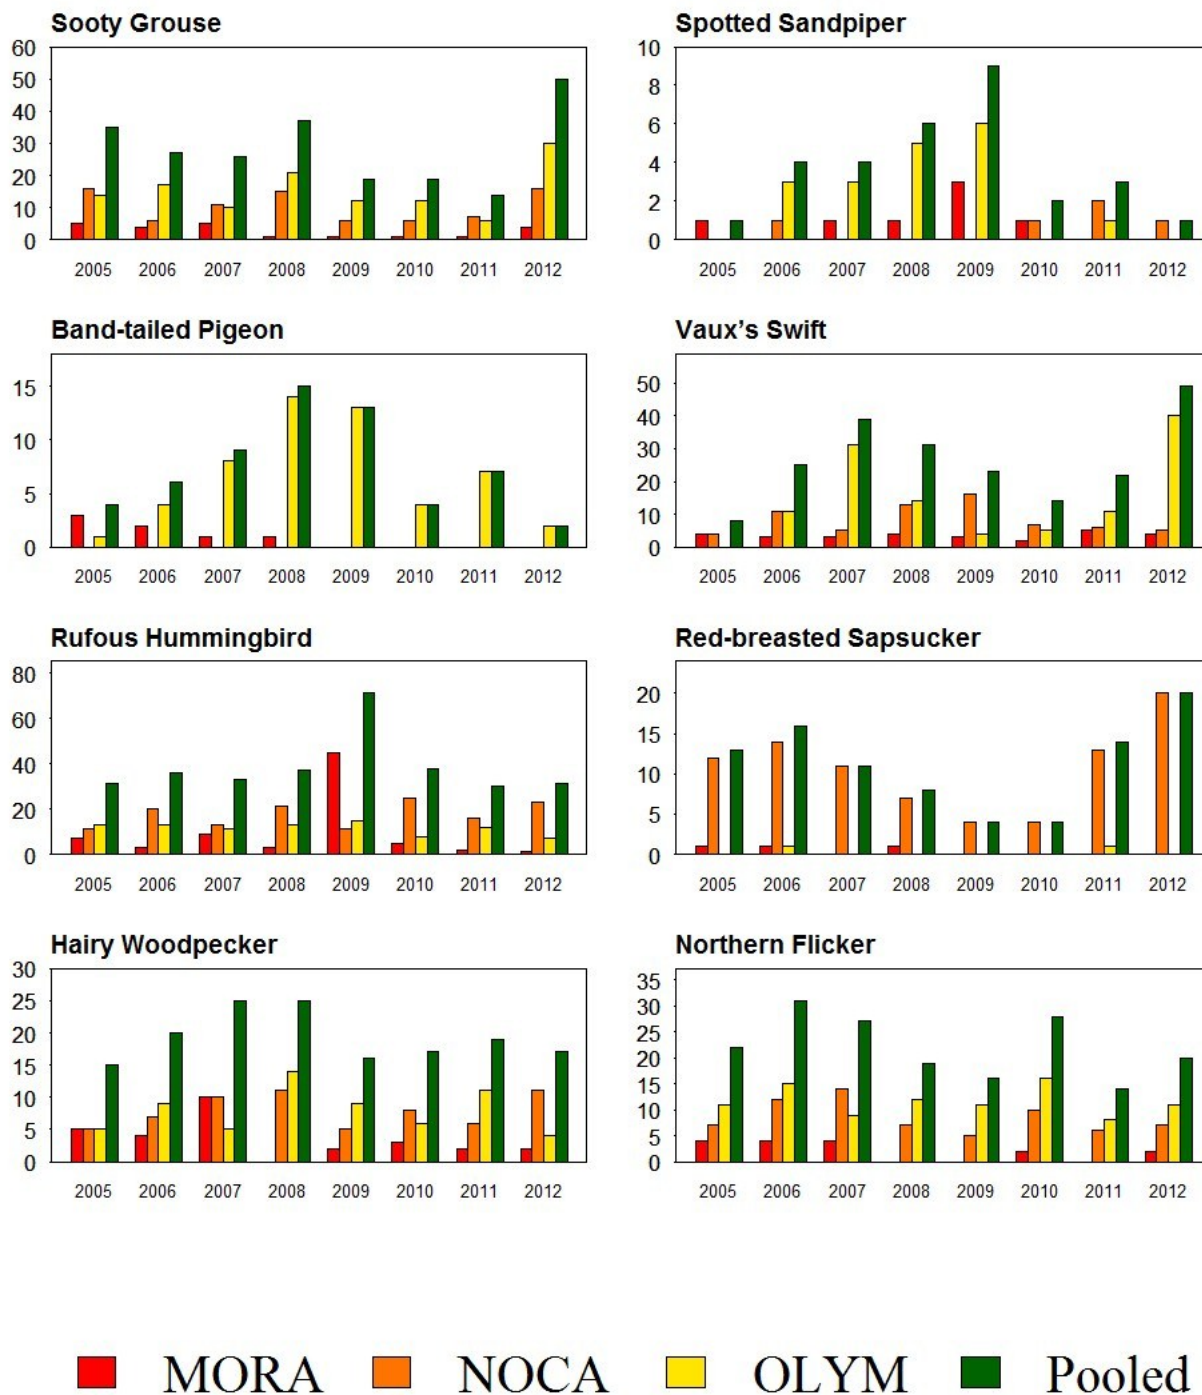 Sooty Grouse
60
50
40
30
20
10
0
2005 2006 2007 2008 2009 2010 2011 2012
Spotted Sandpiper
10
8
6
4
2
0
2005 2006 2007 2008 2009 2010 2011 2012
Band-tailed Pigeon
15
10
5
0
2005 2006 2007 2008 2009 2010 2011 2012
Vaux’s Swift
50
40
30
20
10
0
2005 2006 2007 2008 2009 2010 2011 2012
Rufous Hummingbird
80
60
40
20
0
2005 2006 2007 2008 2009 2010 2011 2012
Red-breasted Sapsucker
20
15
10
5
0
2005 2006 2007 2008 2009 2010 2011 2012
Hairy Woodpecker
30
25
20
15
10
5
0
2005 2006 2007 2008 2009 2010 2011 2012
Northern Flicker
35
30
25
20
15
10
5
0
2005 2006 2007 2008 2009 2010 2011 2012
MORA NOCA OLYM Pooled